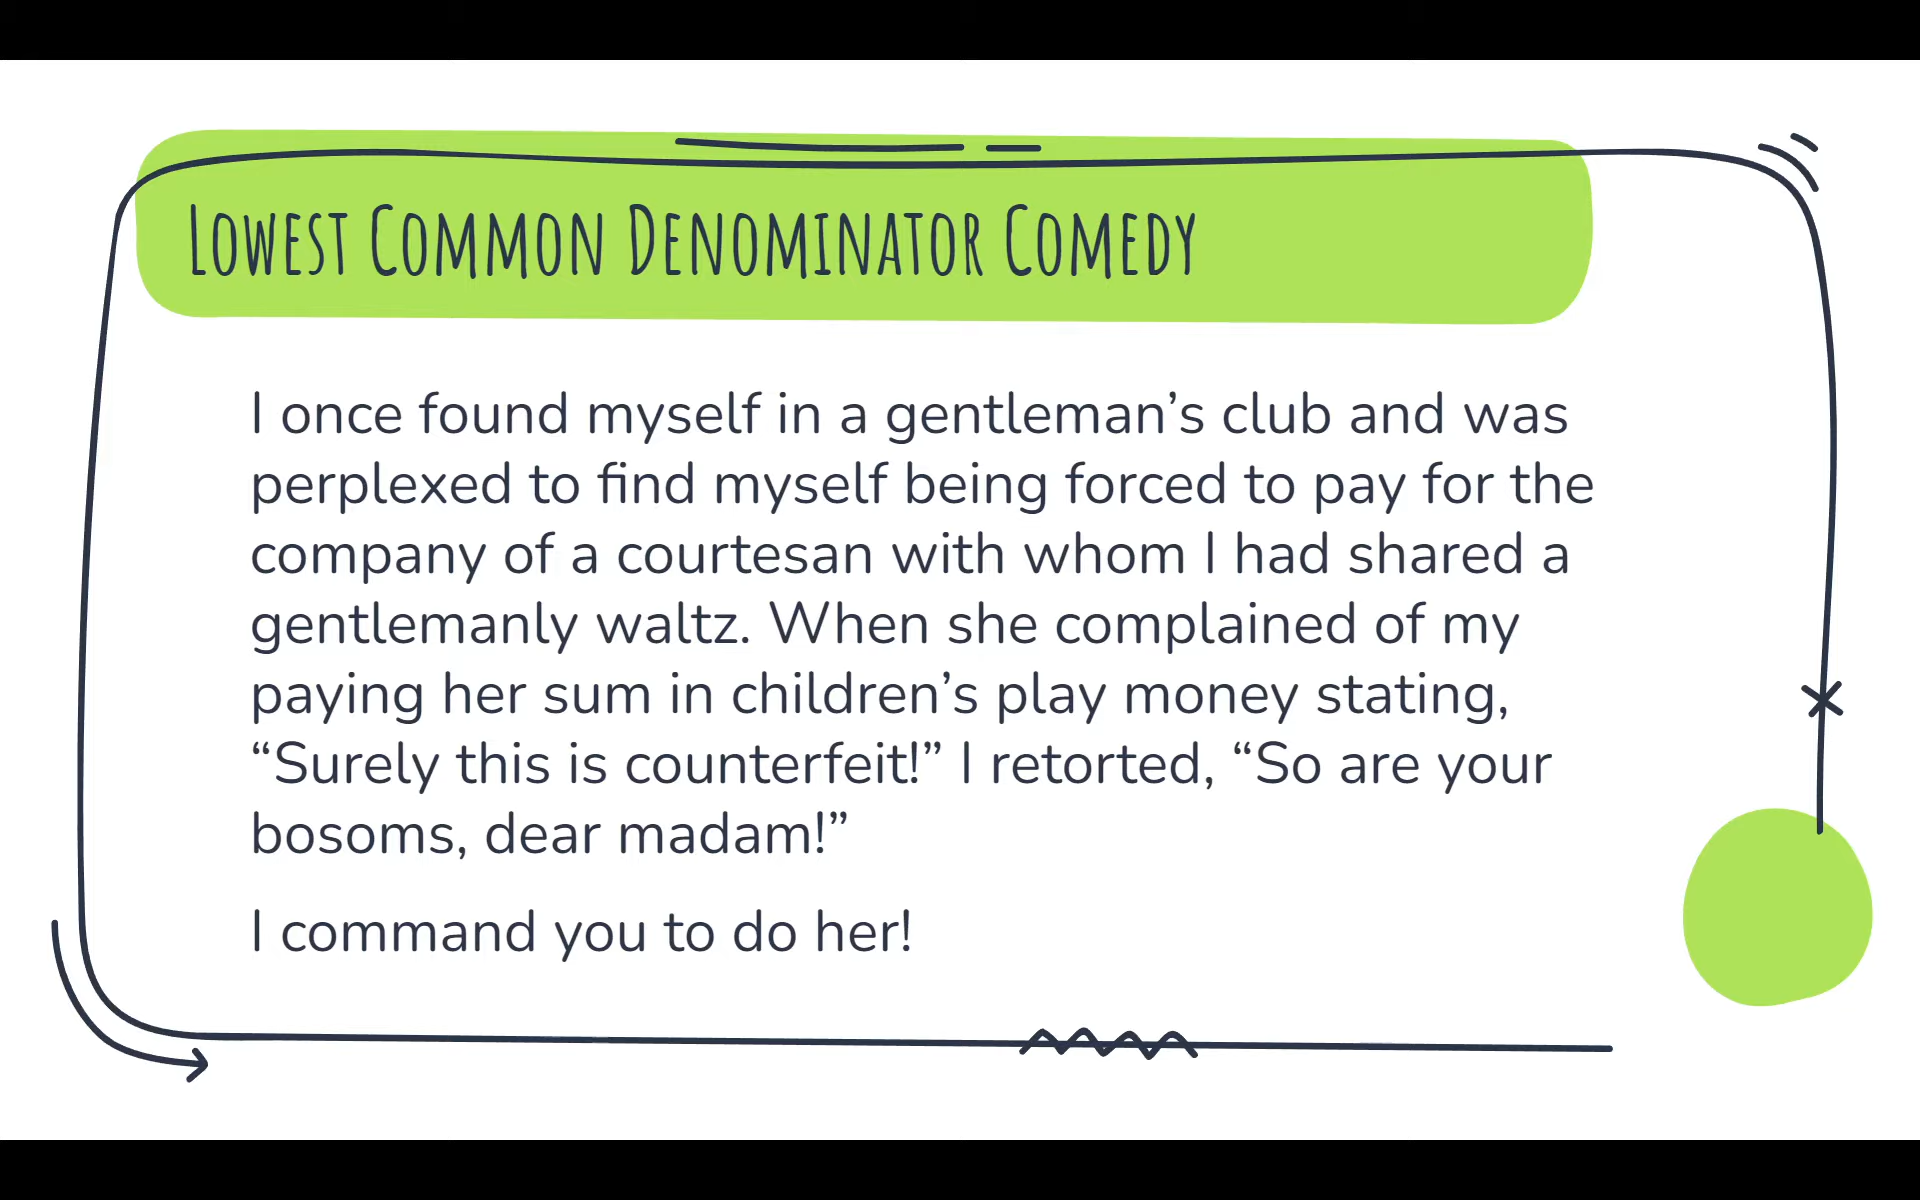 Lowest Common Denominator Comedy
I once found myself in a gentleman’s club and was
perplexed to find myself being forced to pay for the
company of a courtesan with whom I had shared a
gentlemanly waltz. When she complained of my
paying her sum in children’s play money stating,
“Surely this is counterfeit!” I retorted, “So are your
bosoms, dear madam!”
I command you to do her!